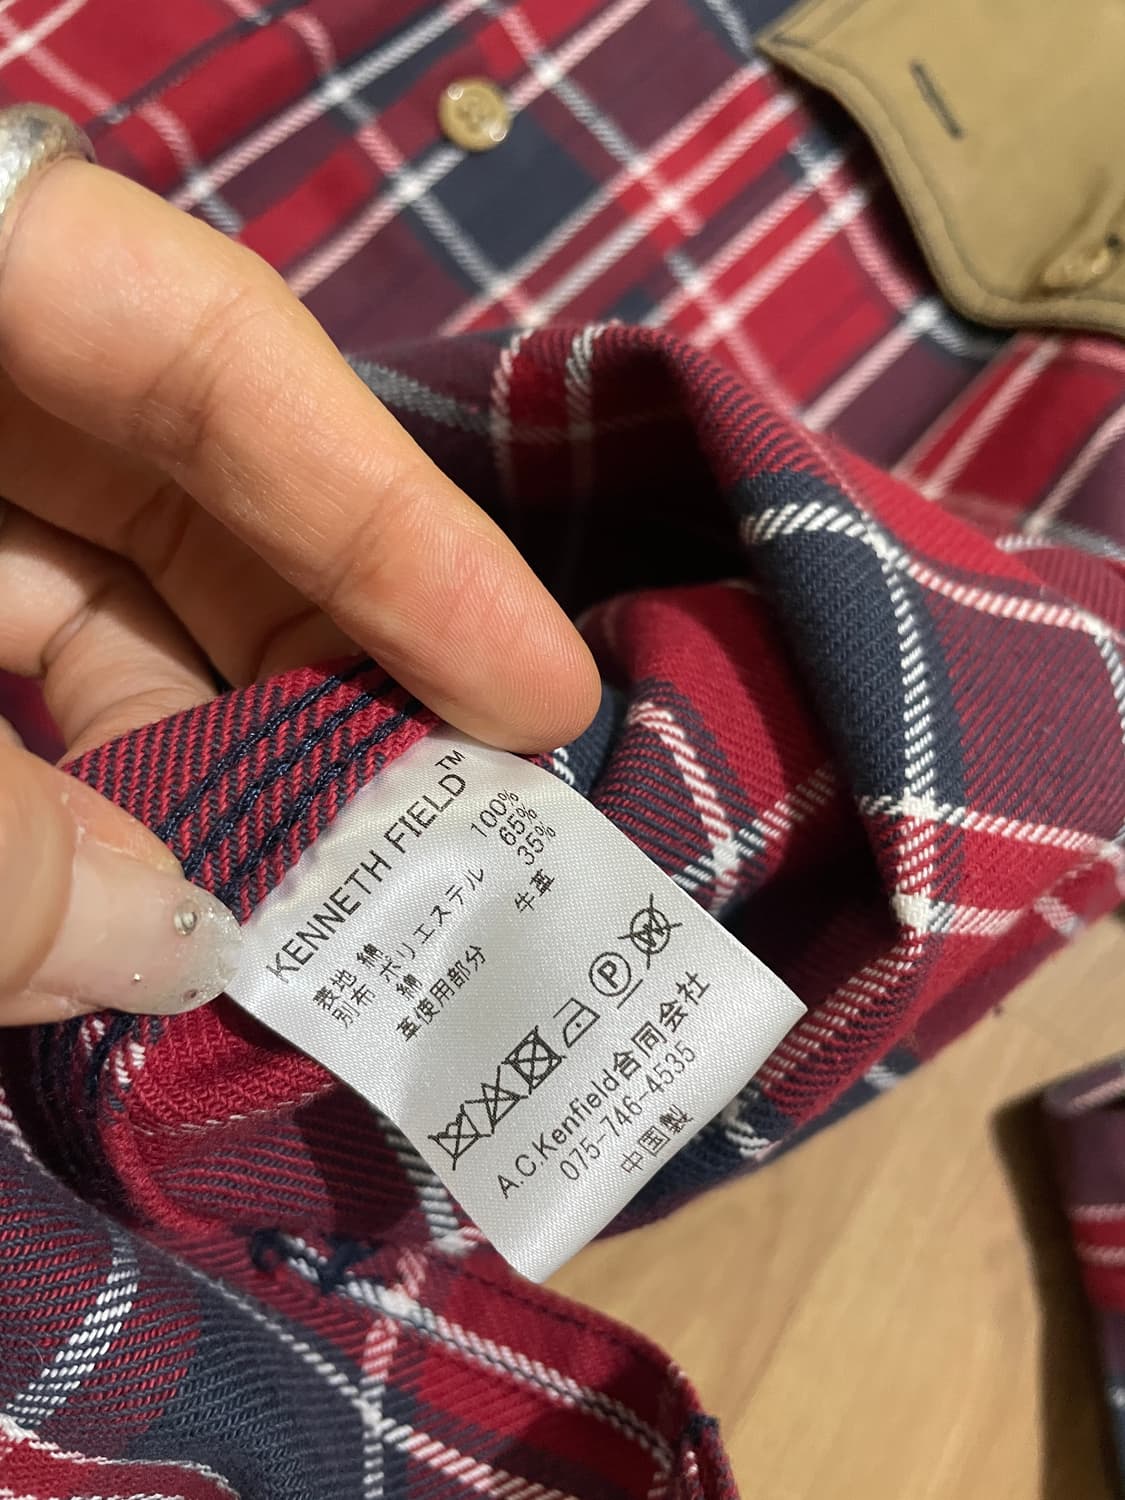 KENNETH FIELD™
表地 綿 100%
別布 ポリエステル 65%
綿 35%
革使用部分 牛革
P W
A.C.Kenfield合同会社
075-746-4535
中国製